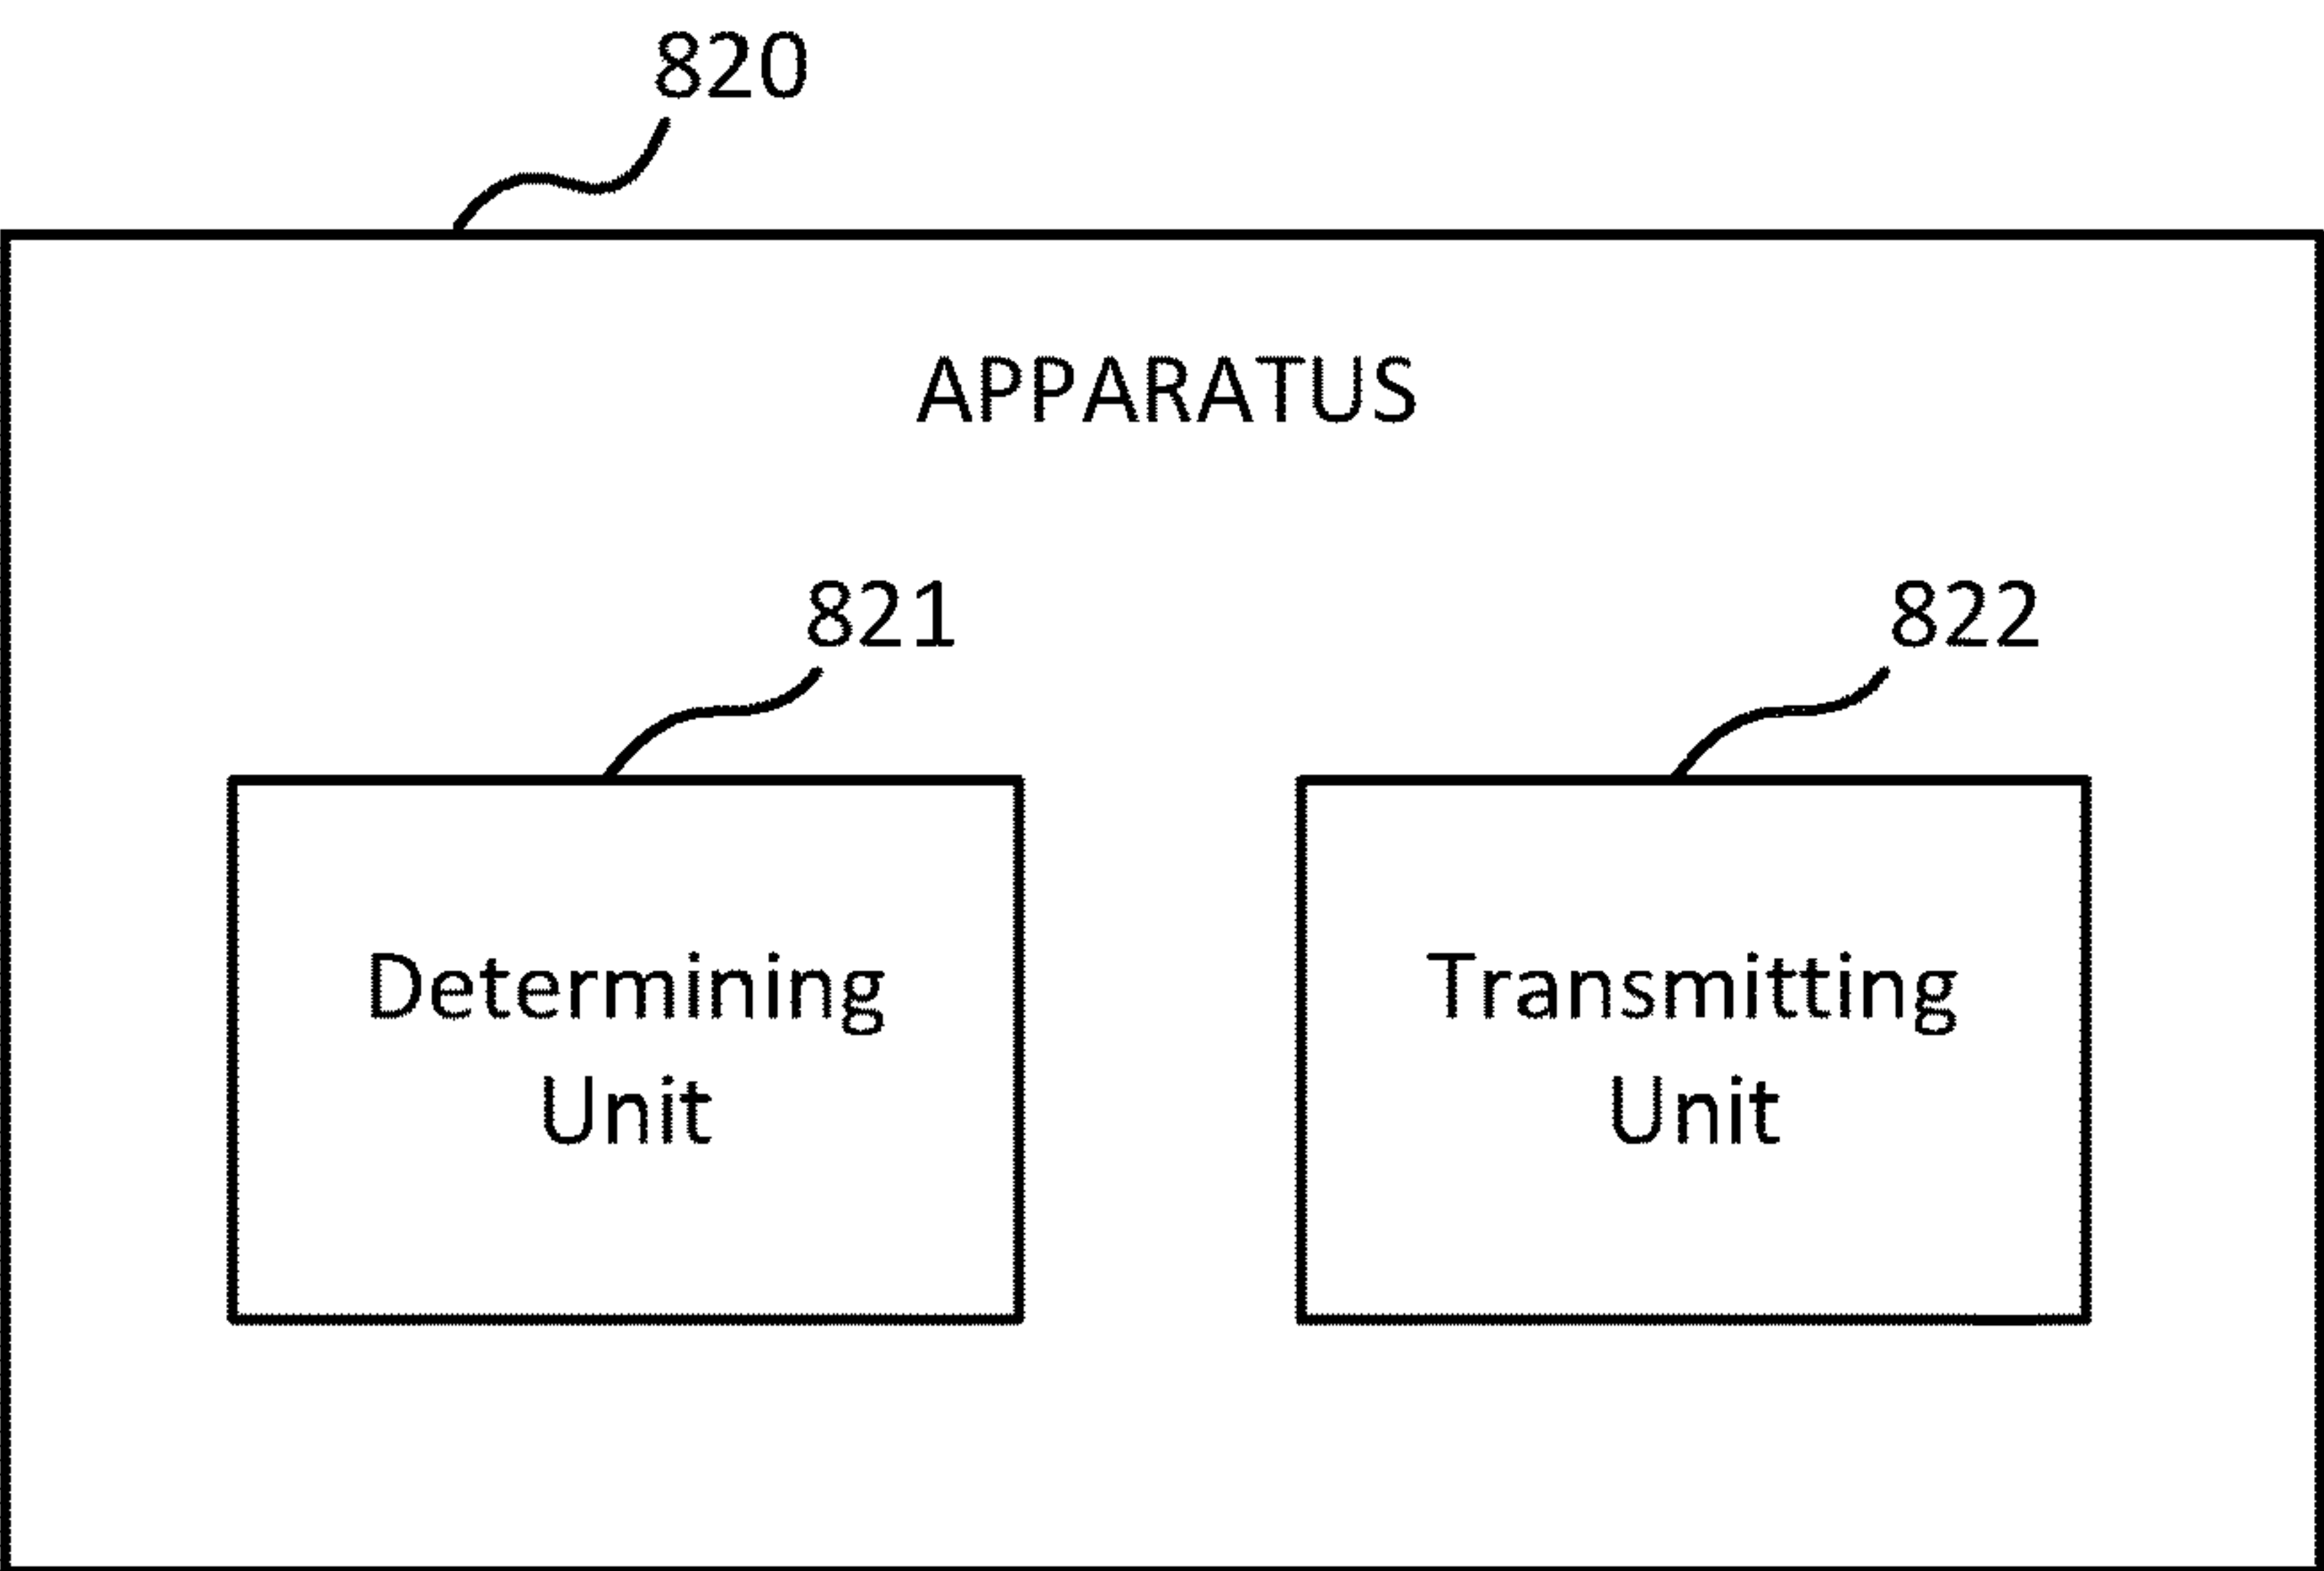 820
APPARATUS
821
822
Determining
Unit
Transmitting
Unit